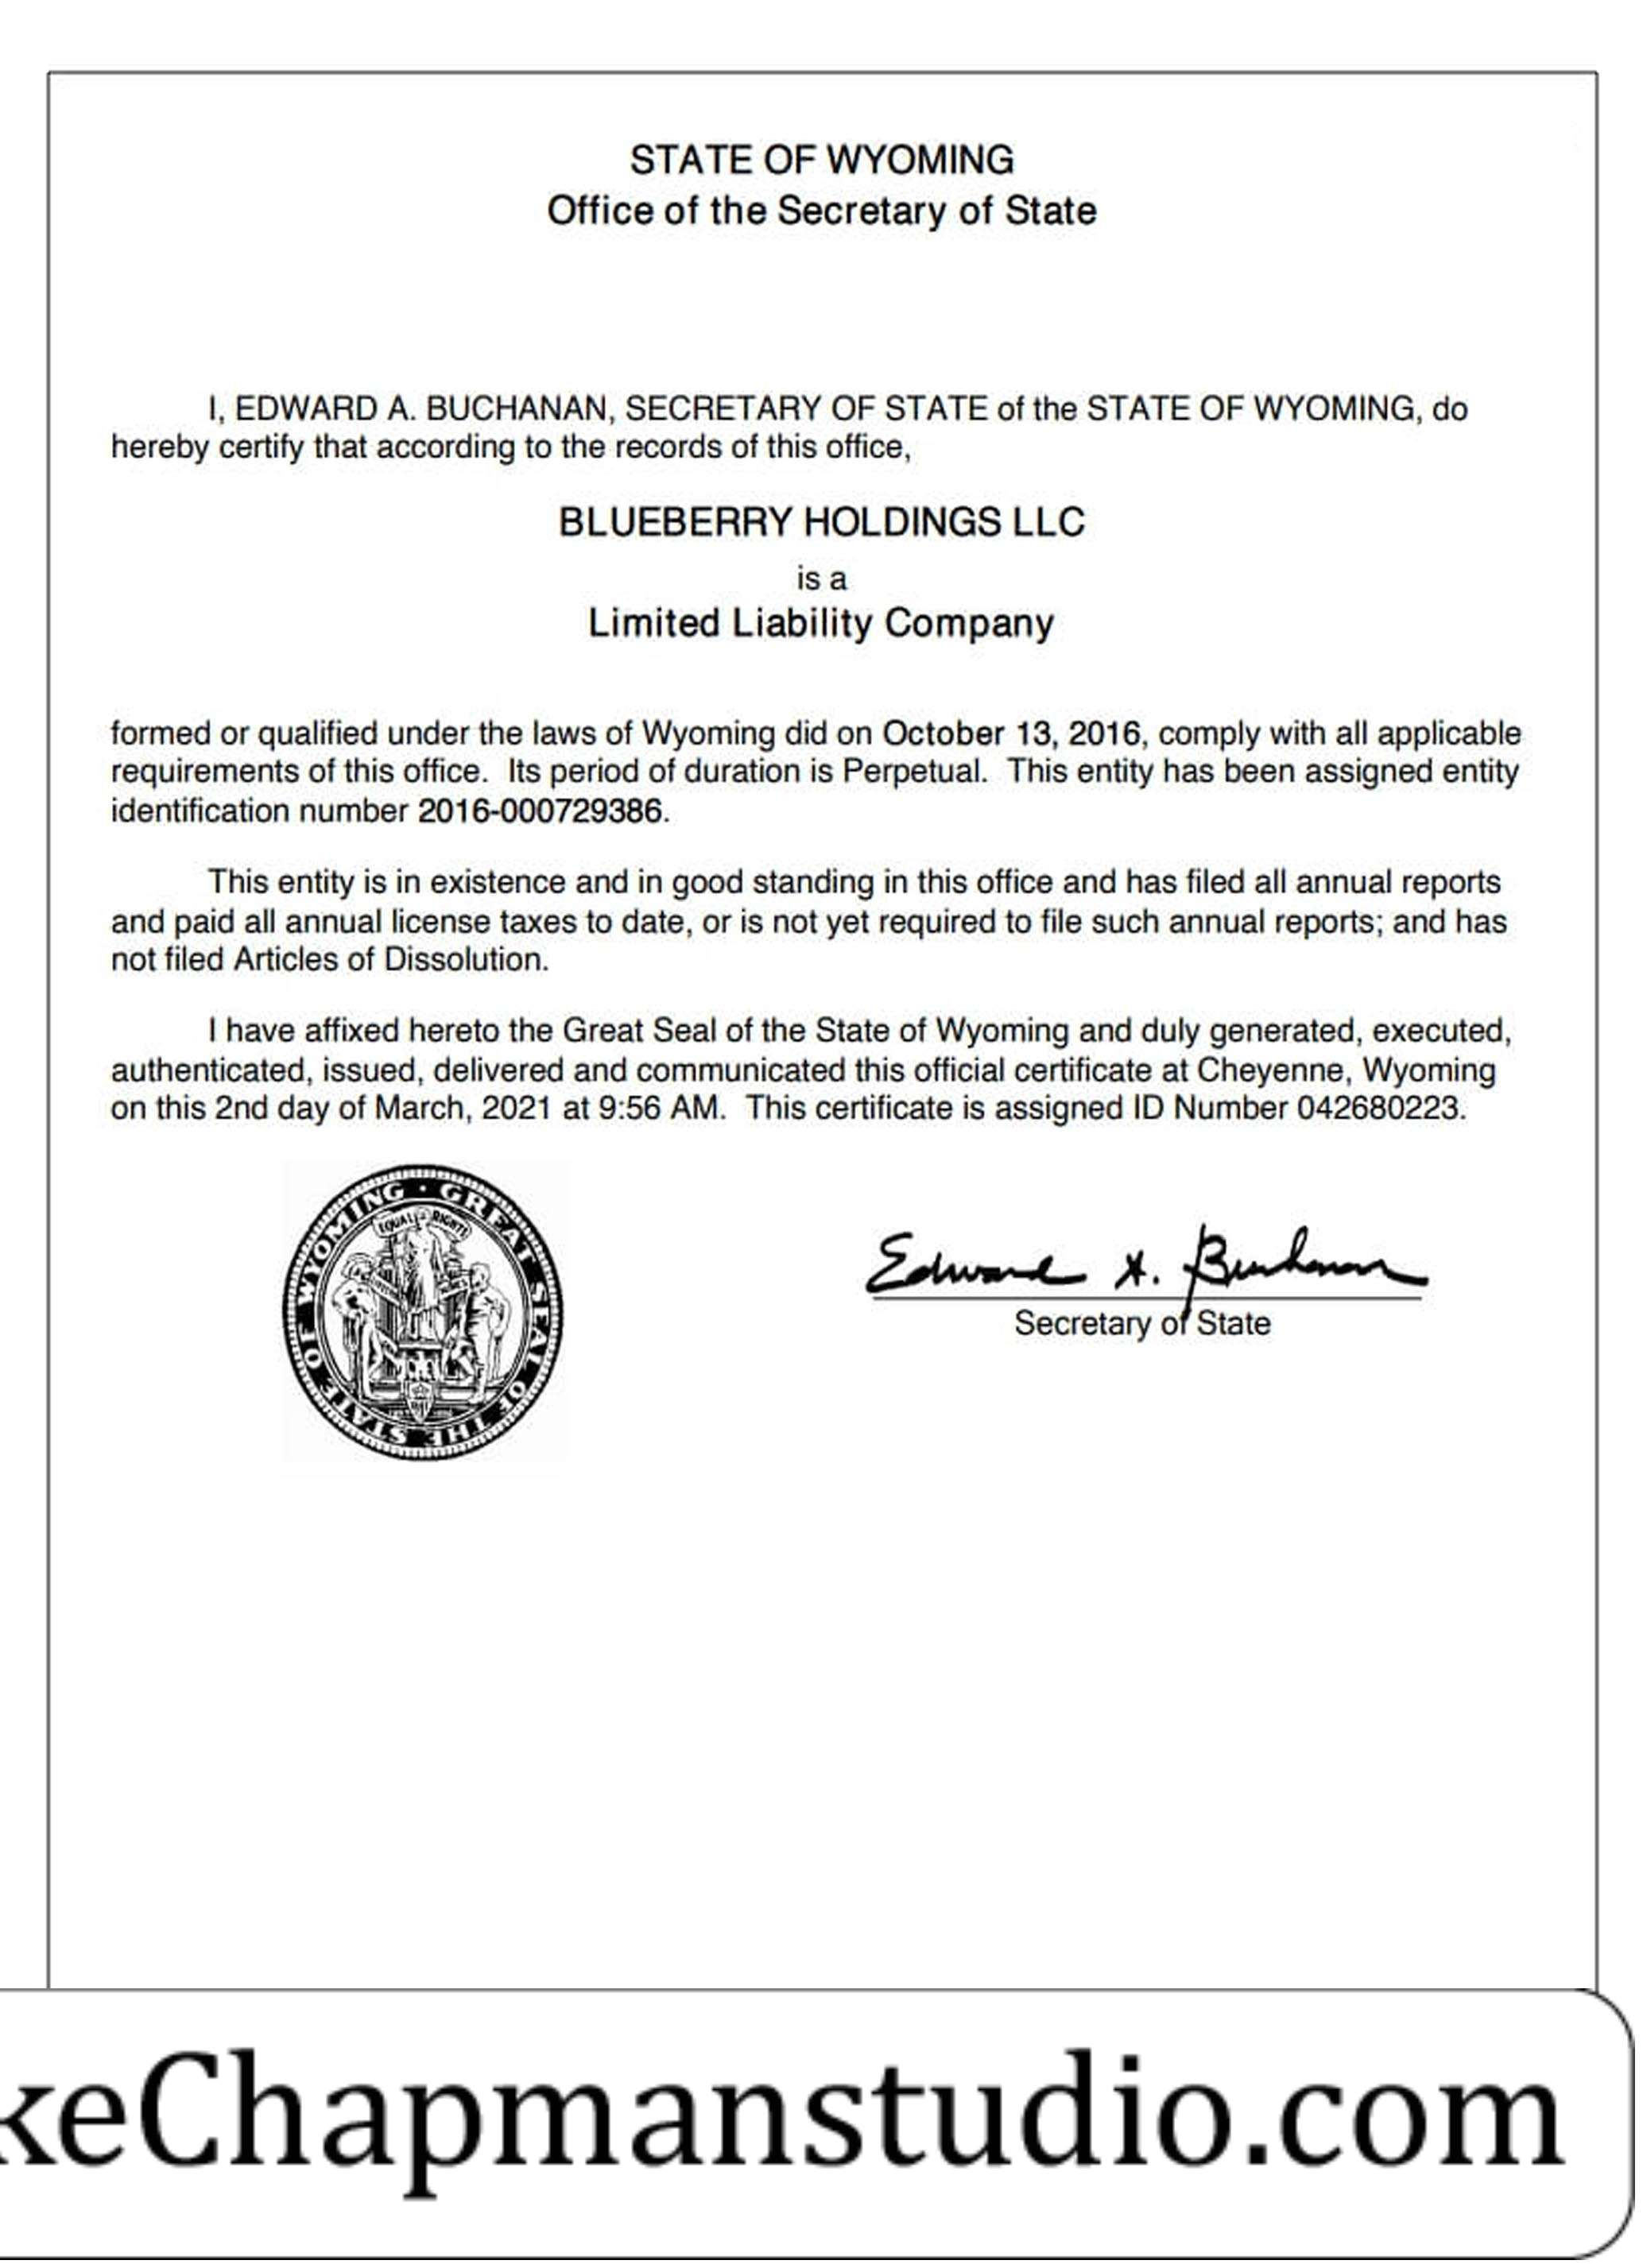 STATE OF WYOMING
Office of the Secretary of State
I, EDWARD A. BUCHANAN, SECRETARY OF STATE of the STATE OF WYOMING, do
hereby certify that according to the records of this office,
BLUEBERRY HOLDINGS LLC
is a
Limited Liability Company
formed or qualified under the laws of Wyoming did on October 13, 2016, comply with all applicable
requirements of this office. Its period of duration is Perpetual. This entity has been assigned entity
identification number 2016-000729386.
This entity is in existence and in good standing in this office and has filed all annual reports
and paid all annual license taxes to date, or is not yet required to file such annual reports; and has
not filed Articles of Dissolution.
I have affixed hereto the Great Seal of the State of Wyoming and duly generated, executed,
authenticated, issued, delivered and communicated this official certificate at Cheyenne, Wyoming
on this 2nd day of March, 2021 at 9:56 AM. This certificate is assigned ID Number 042680223.
GREAT SEAL OF THE STATE OF WYOMING
EQUAL RIGHTS
Edward A. Buchanan
Secretary of State
keChapmanstudio.com